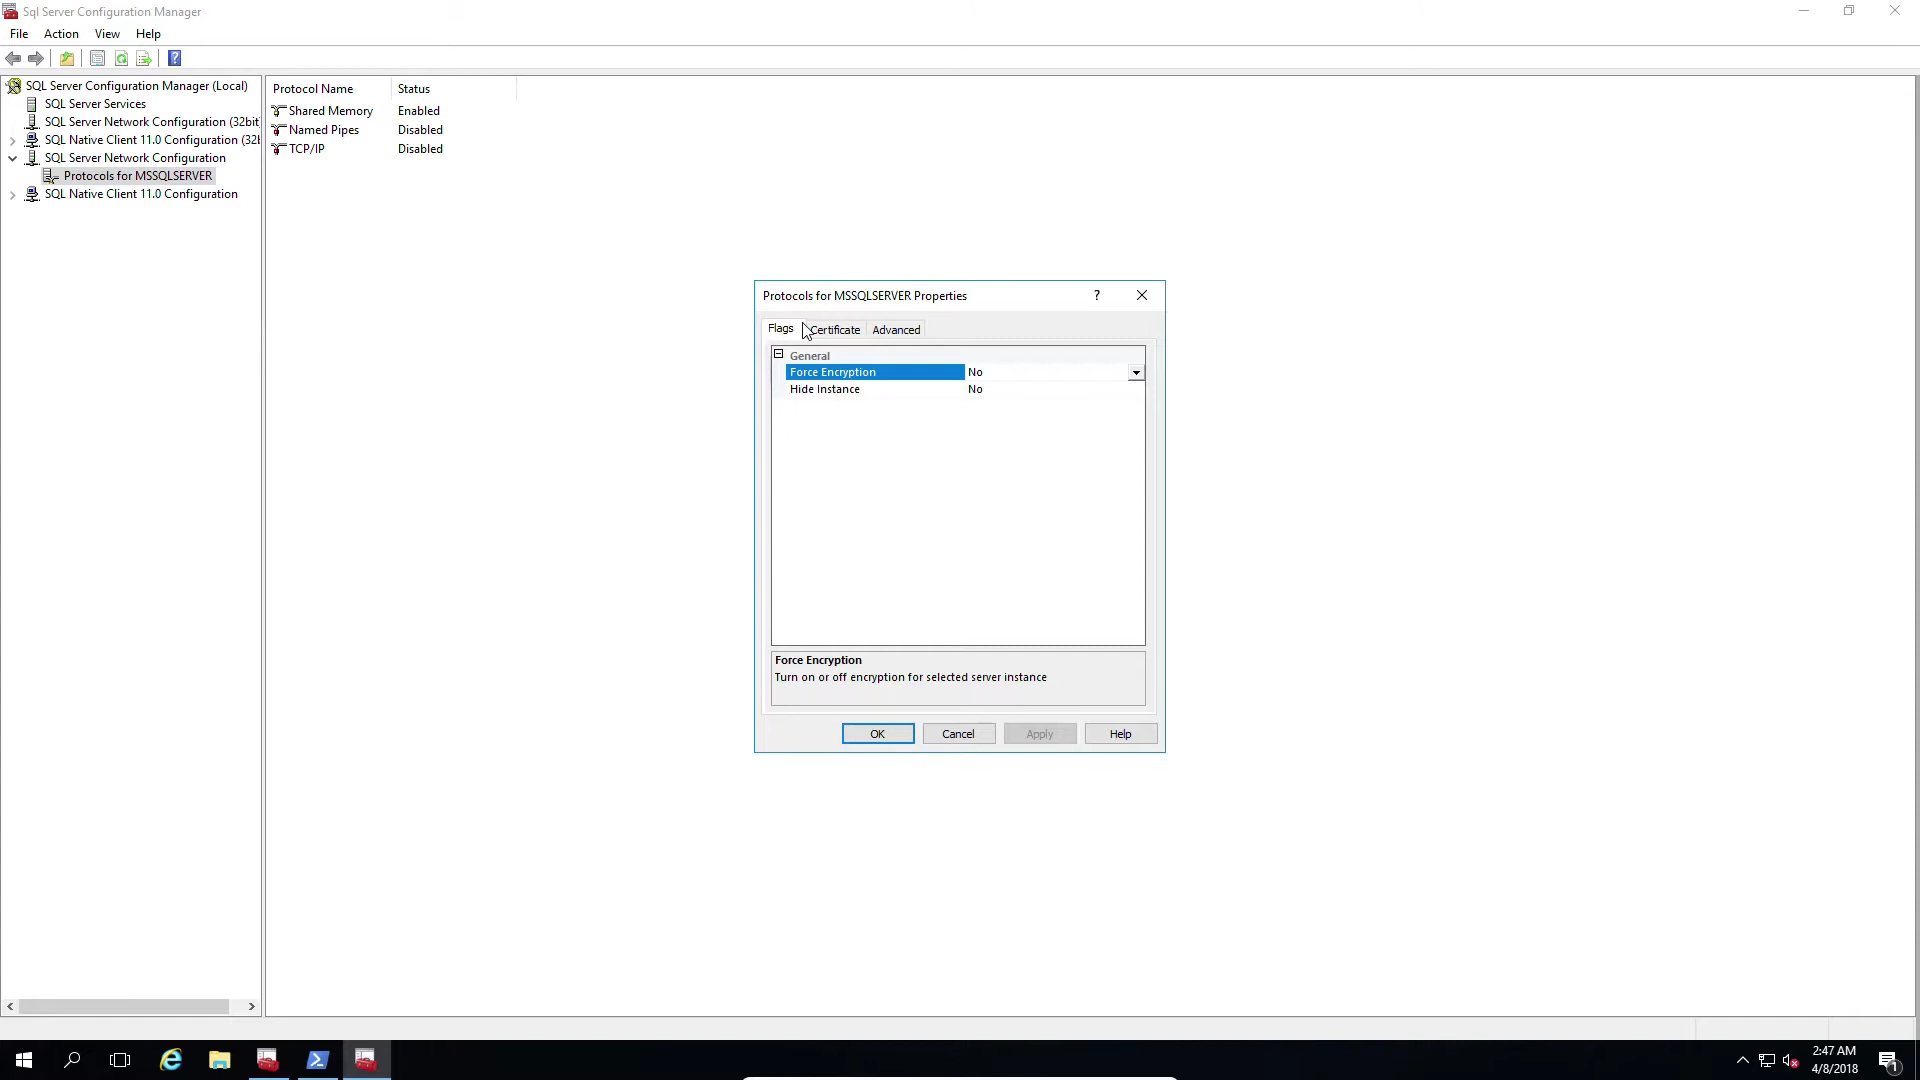 Sql Server Configuration Manager
File Action View Help
SQL Server Configuration Manager (Local)
SQL Server Services
SQL Server Network Configuration (32bit
SQL Native Client 11.0 Configuration (32
SQL Server Network Configuration
Protocols for MSSQLSERVER
SQL Native Client 11.0 Configuration
Protocol Name Status
Shared Memory Enabled
Named Pipes Disabled
TCP/IP Disabled
Protocols for MSSQLSERVER Properties
Flags Certificate Advanced
General
Force Encryption No
Hide Instance No
Force Encryption
Turn on or off encryption for selected server instance
OK Cancel Apply Help
2:47 AM
4/8/2018
1